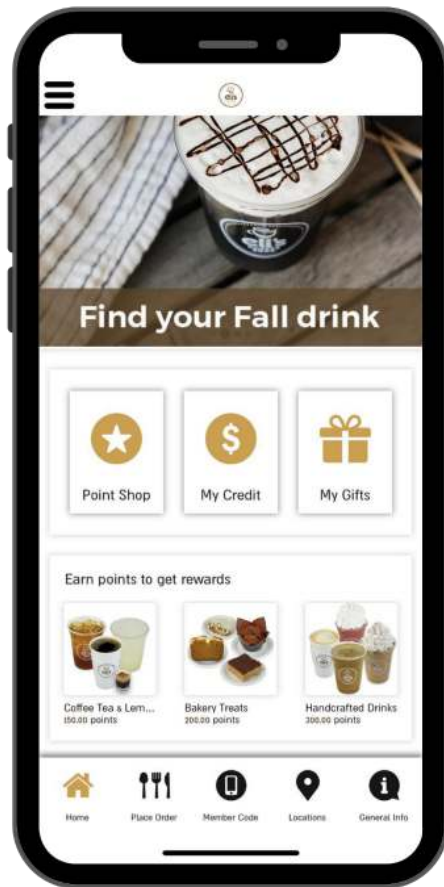 eli's
Find your Fall drink
Point Shop
My Credit
My Gifts
Earn points to get rewards
Coffee Tea & Lem...
150.00 points
Bakery Treats
200.00 points
Handcrafted Drinks
300.00 points
Home
Place Order
Member Code
Locations
General Info